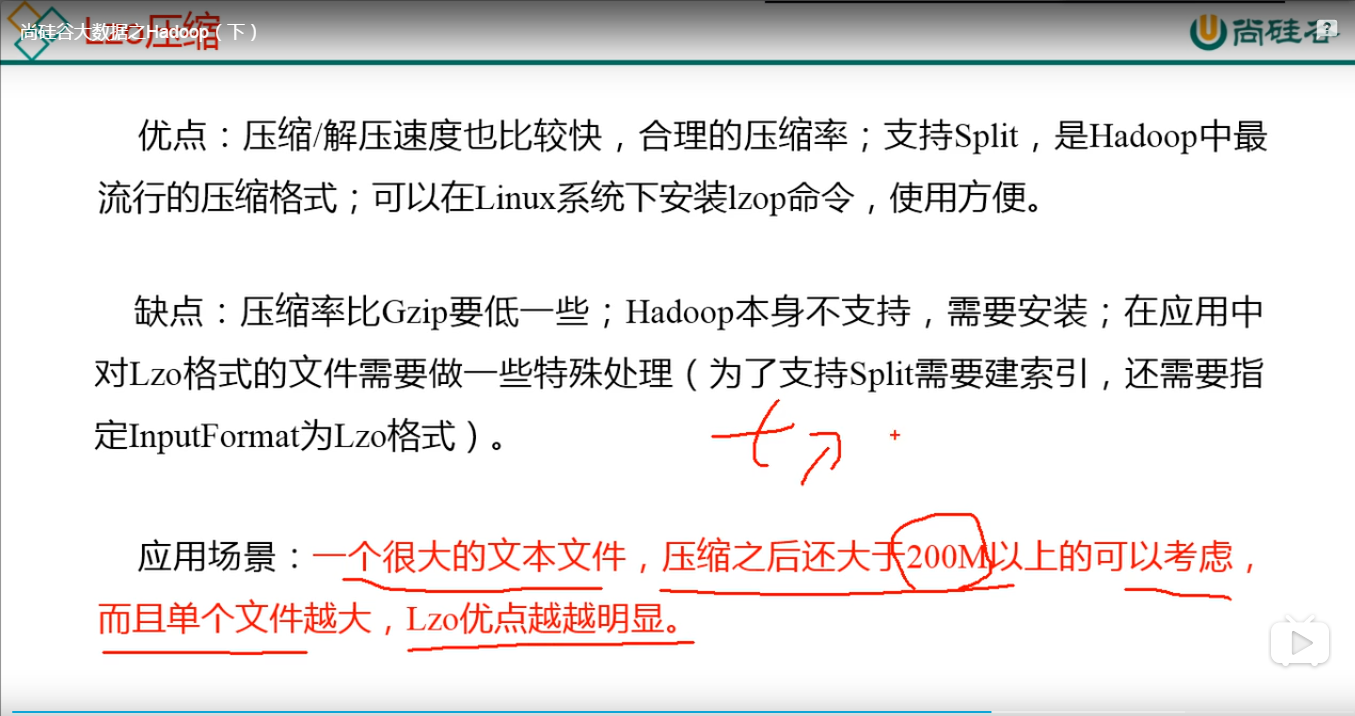 尚硅谷大数据之Hadoop（下）
Lzo压缩
尚硅谷
优点：压缩/解压速度也比较快，合理的压缩率；支持Split，是Hadoop中最
流行的压缩格式；可以在Linux系统下安装lzop命令，使用方便。
缺点：压缩率比Gzip要低一些；Hadoop本身不支持，需要安装；在应用中
对Lzo格式的文件需要做一些特殊处理（为了支持Split需要建索引，还需要指
定InputFormat为Lzo格式）。
应用场景：一个很大的文本文件，压缩之后还大于200M以上的可以考虑，
而且单个文件越大，Lzo优点越越明显。